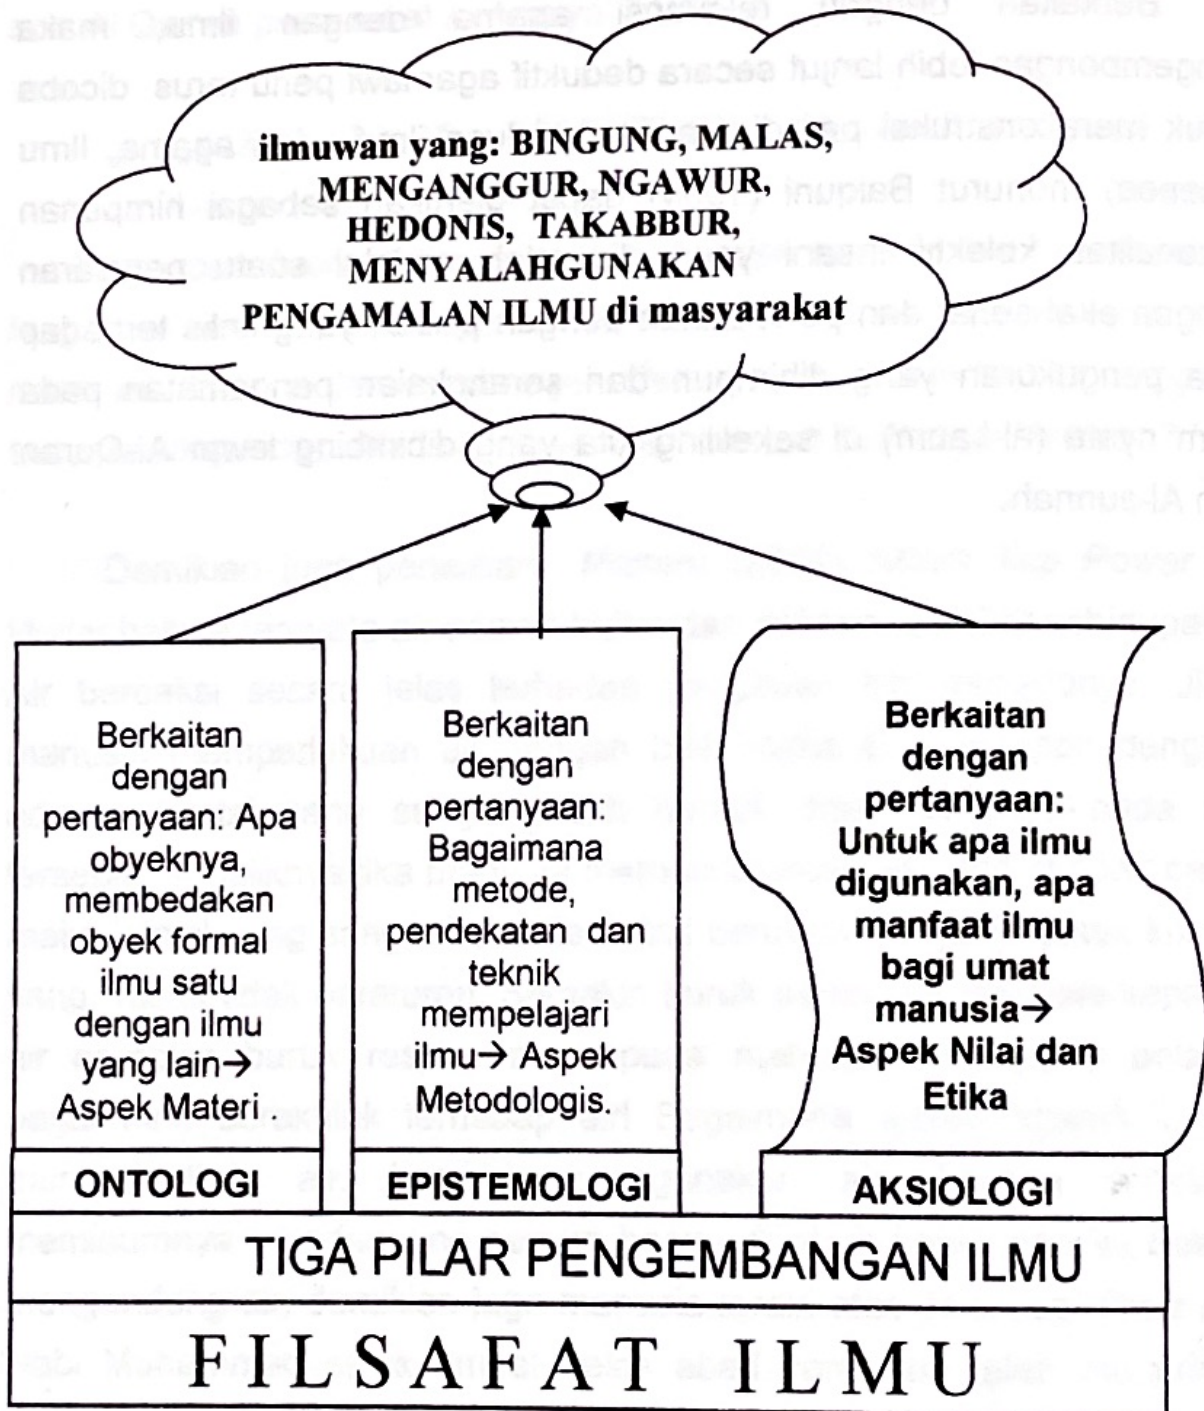 ilmuwan yang: BINGUNG, MALAS,
MENGANGGUR, NGAWUR,
HEDONIS, TAKABBUR,
MENYALAHGUNAKAN
PENGAMALAN ILMU di masyarakat
Berkaitan
dengan
pertanyaan: Apa
obyeknya,
membedakan
obyek formal
ilmu satu
dengan ilmu
yang lain→
Aspek Materi .
ONTOLOGI
Berkaitan
dengan
pertanyaan:
Bagaimana
metode,
pendekatan dan
teknik
mempelajari
ilmu→ Aspek
Metodologis.
EPISTEMOLOGI
Berkaitan
dengan
pertanyaan:
Untuk apa ilmu
digunakan, apa
manfaat ilmu
bagi umat
manusia→
Aspek Nilai dan
Etika
AKSIOLOGI
TIGA PILAR PENGEMBANGAN ILMU
FILSAFAT ILMU